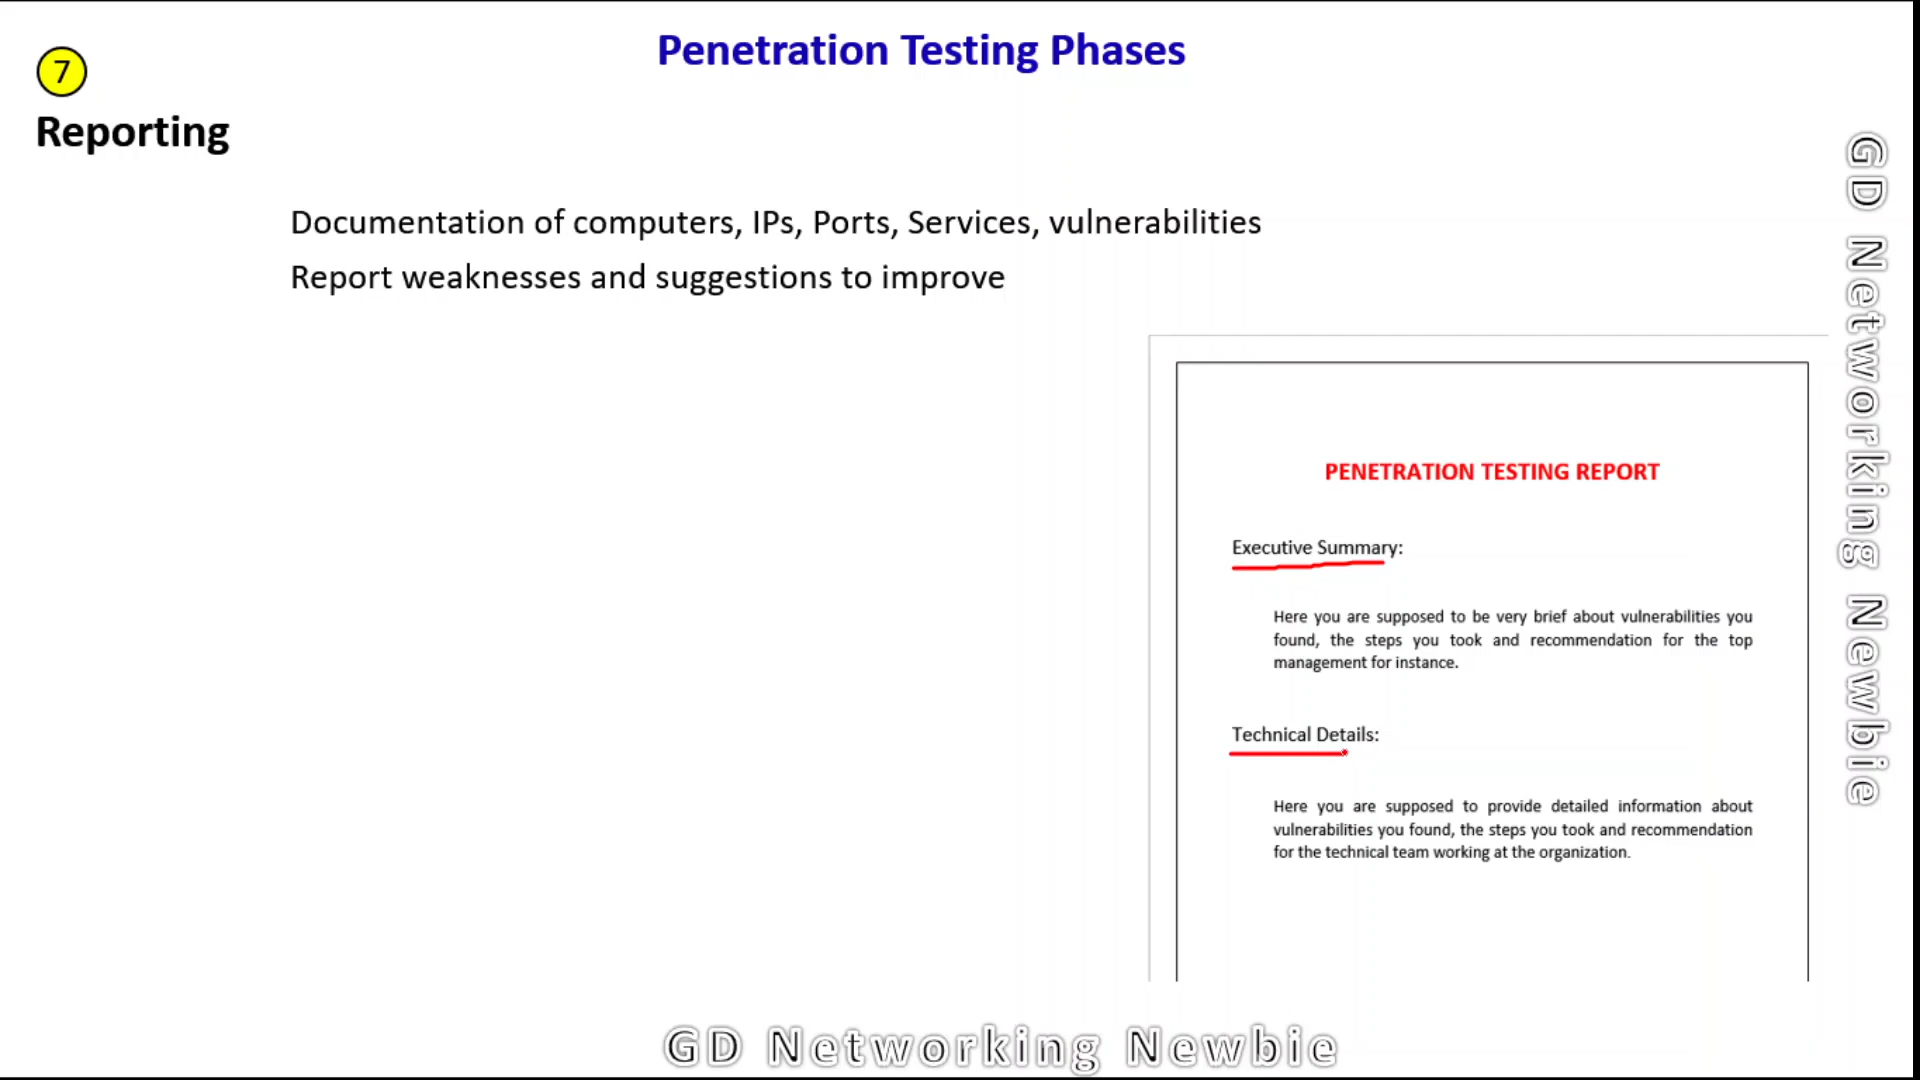 Penetration Testing Phases
7
Reporting
Documentation of computers, IPs, Ports, Services, vulnerabilities
Report weaknesses and suggestions to improve
PENETRATION TESTING REPORT
Executive Summary:
Here you are supposed to be very brief about vulnerabilities you
found, the steps you took and recommendation for the top
management for instance.
Technical Details:
Here you are supposed to provide detailed information about
vulnerabilities you found, the steps you took and recommendation
for the technical team working at the organization.
GD Networking Newbie
GD Networking Newbie